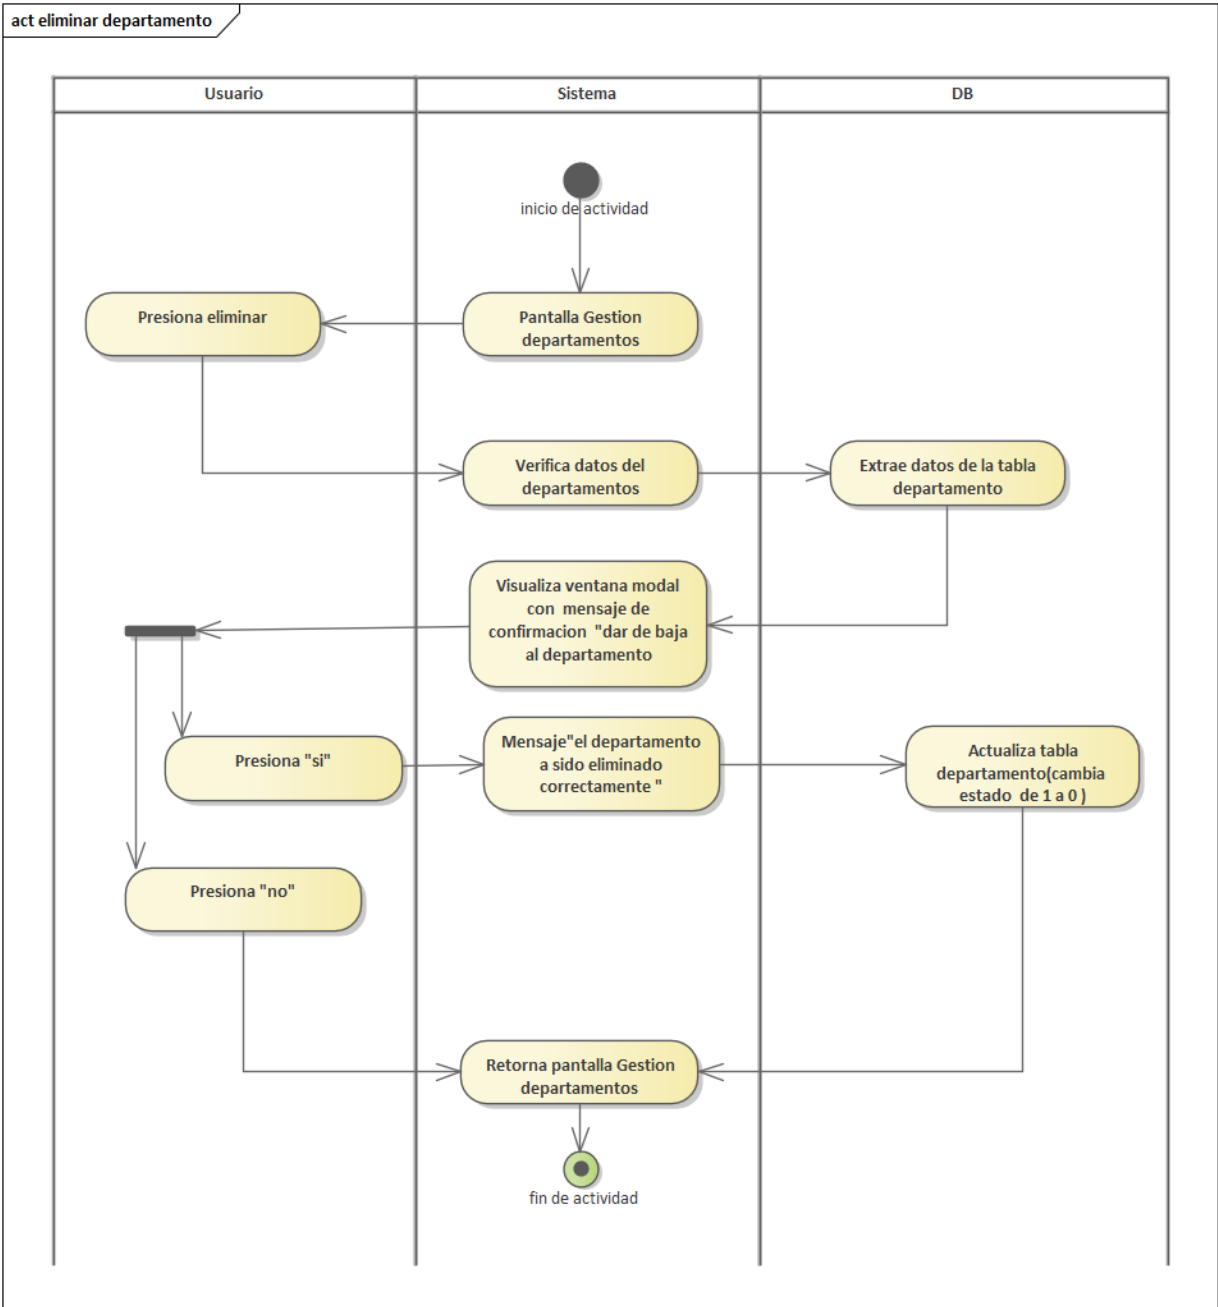 act eliminar departamento
Usuario
Sistema
DB
inicio de actividad
Presiona eliminar
Pantalla Gestion
departamentos
Verifica datos del
departamentos
Extrae datos de la tabla
departamento
Visualiza ventana modal
con mensaje de
confirmacion "dar de baja
al departamento
Presiona "si"
Mensaje"el departamento
a sido eliminado
correctamente "
Actualiza tabla
departamento(cambia
estado de 1 a 0 )
Presiona "no"
Retorna pantalla Gestion
departamentos
fin de actividad